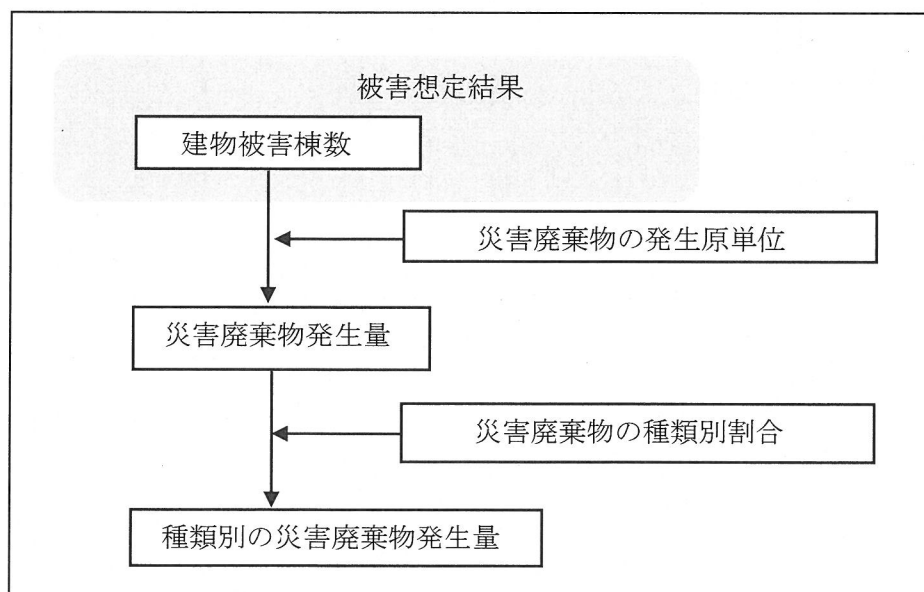 被害想定結果
建物被害棟数
災害廃棄物の発生原単位
災害廃棄物発生量
災害廃棄物の種類別割合
種類別の災害廃棄物発生量